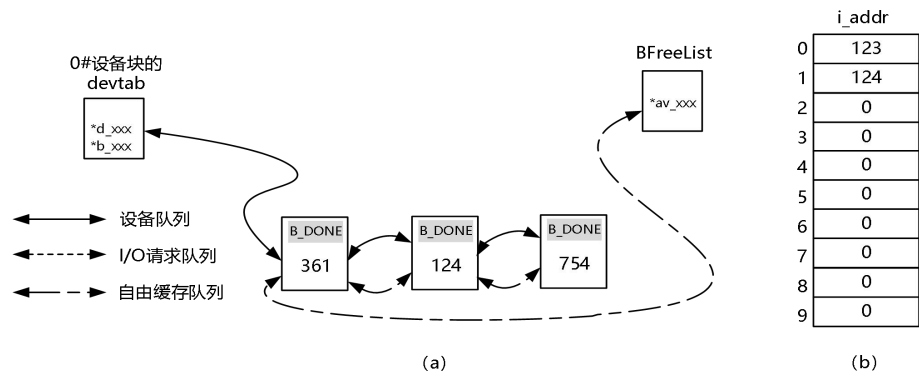 0#设备块的
devtab
*d_xxx
*b_xxx
BFreeList
*av_xxx
设备队列
I/O请求队列
自由缓存队列
B_DONE
361
B_DONE
124
B_DONE
754
(a)
i_addr
0 123
1 124
2 0
3 0
4 0
5 0
6 0
7 0
8 0
9 0
(b)